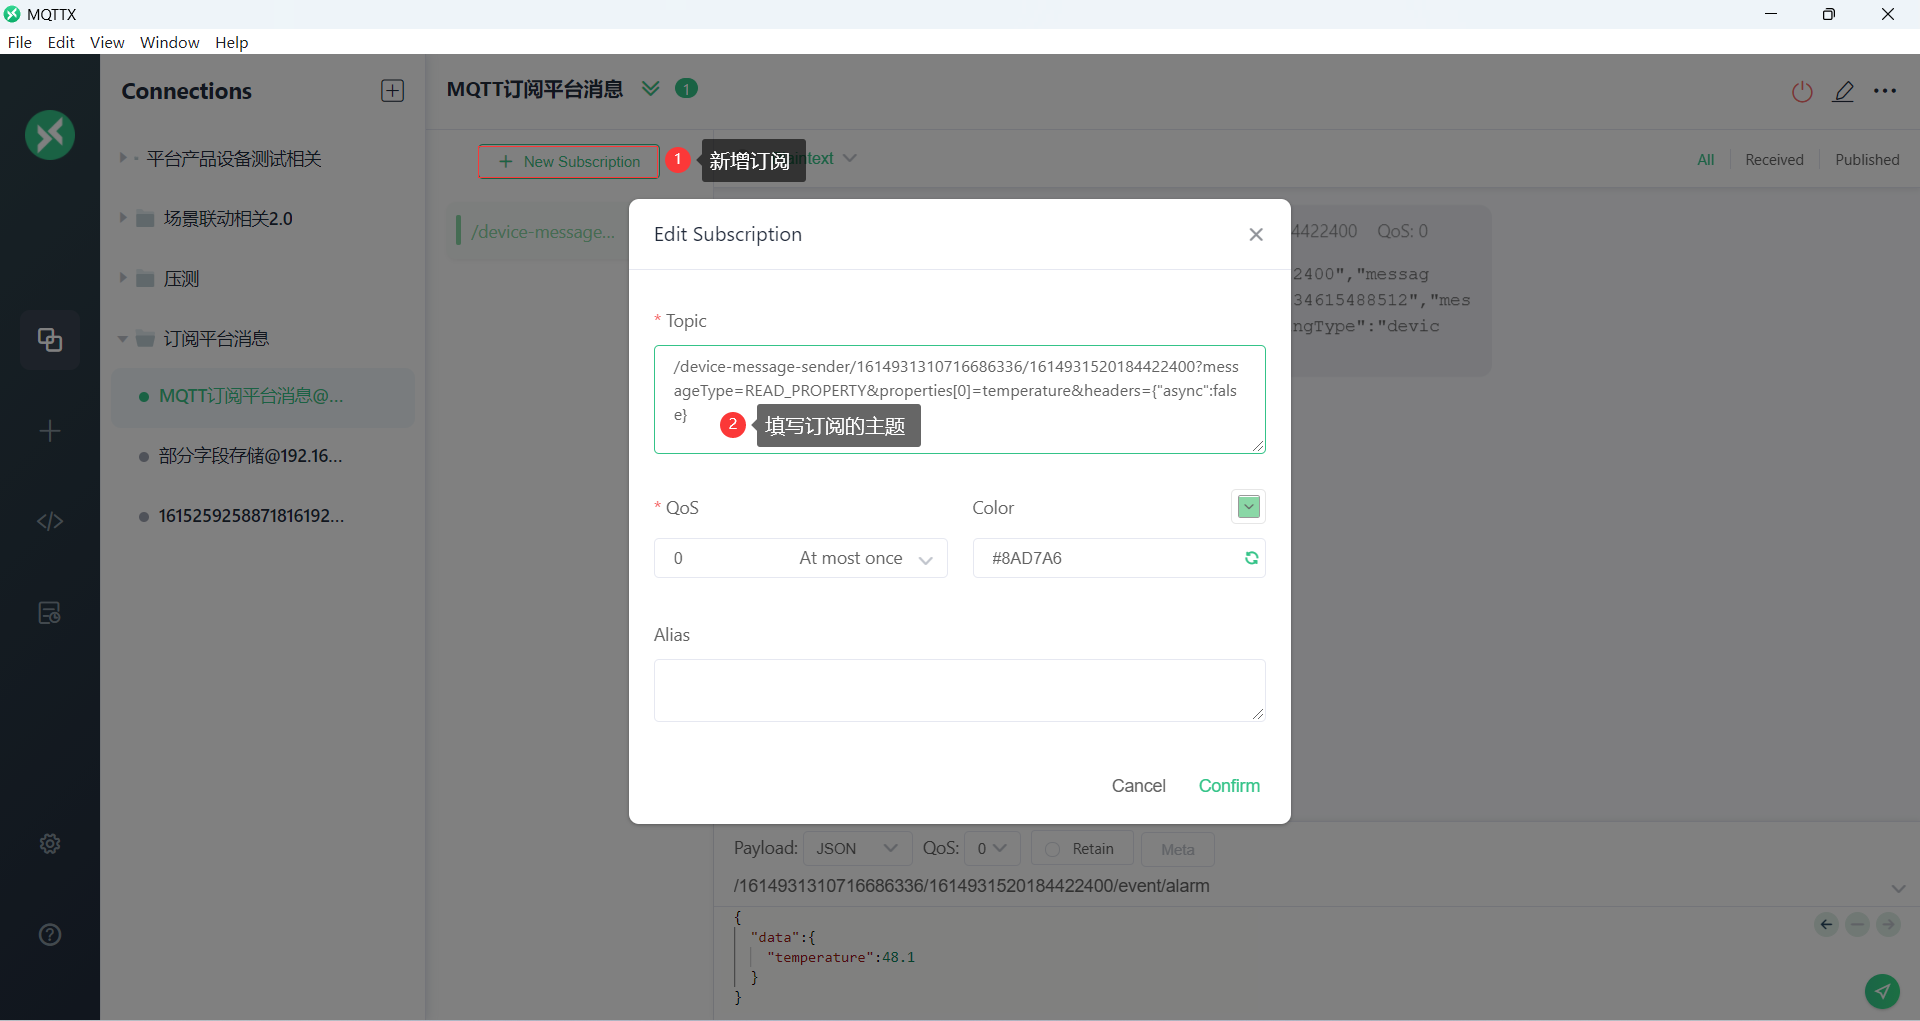 MQTTX
File Edit View Window Help
Connections
平台产品设备测试相关
场景联动相关2.0
压测
订阅平台消息
MQTT订阅平台消息@...
部分字段存储@192.16...
1615259258871816192...
MQTT订阅平台消息 1
New Subscription 1 新增订阅
intext
All Received Published
/device-message...
4422400 QoS: 0
2400","messag
34615488512","mes
ngType":"devic
Edit Subscription
* Topic
/device-message-sender/1614931310716686336/1614931520184422400?mess
ageType=READ_PROPERTY&properties[0]=temperature&headers={"async":fals
e}
2 填写订阅的主题
* QoS
Color
0 At most once
#8AD7A6
Alias
Cancel Confirm
Payload: JSON QoS: 0 Retain Meta
/1614931310716686336/1614931520184422400/event/alarm
{
"data":{
"temperature":48.1
}
}